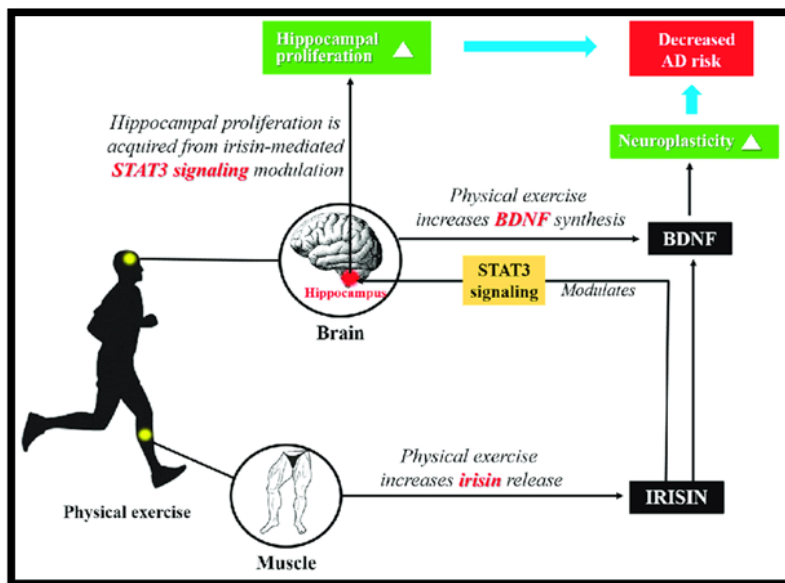 Hippocampal
proliferation
Decreased
AD risk
Hippocampal proliferation is
acquired from irisin-mediated
STAT3 signaling modulation
Neuroplasticity
Physical exercise
increases BDNF synthesis
BDNF
STAT3
signaling
Modulates
Hippocampus
Brain
Physical exercise
increases irisin release
IRISIN
Physical exercise
Muscle